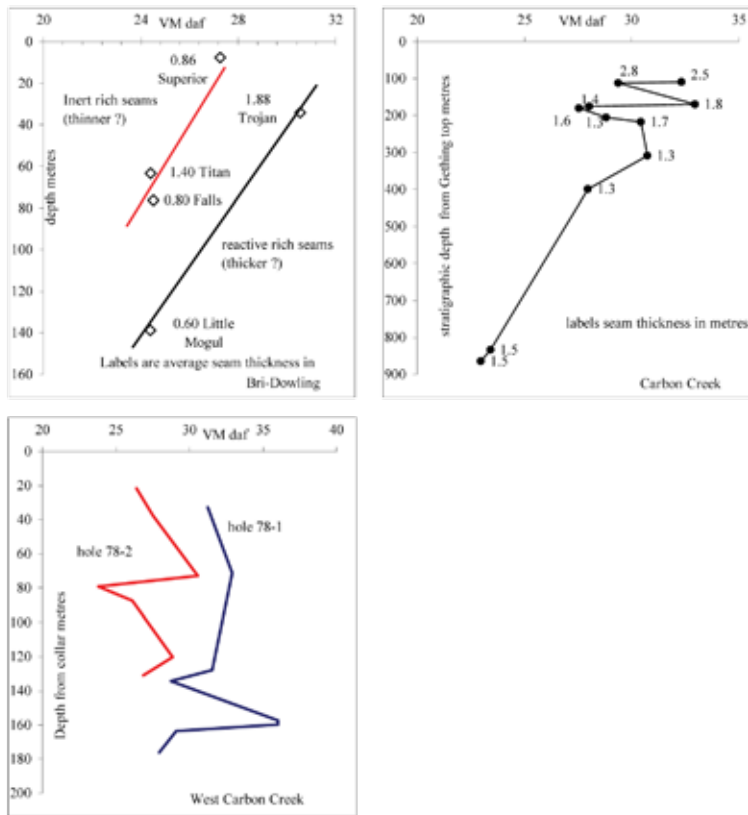 VM daf
20
24
28
32
0
20
40
60
80
100
120
140
160
depth metres
0.86
Superior
Inert rich seams
(thinner ?)
1.88
Trojan
1.40 Titan
0.80 Falls
reactive rich seams
(thicker ?)
0.60 Little
Mogul
Labels are average seam thickness in
Bri-Dowling
VM daf
20
25
30
35
0
100
200
300
400
500
600
700
800
900
stratigraphic depth from Gething top metres
2.8
2.5
1.4
1.8
1.6
1.3
1.7
1.3
1.3
labels seam thickness in metres
1.5
1.5
Carbon Creek
20
25
30
35
40
VM daf
0
20
40
60
80
100
120
140
160
180
200
Depth from collar metres
hole 78-2
hole 78-1
West Carbon Creek